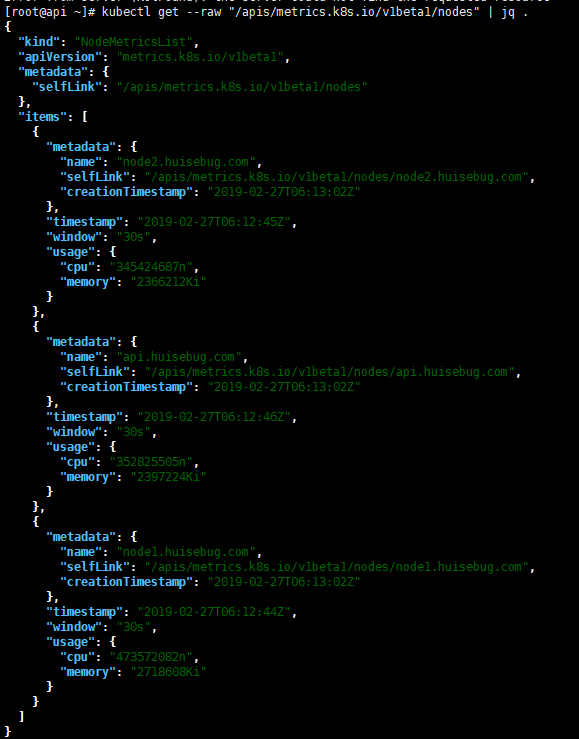 [root@api ~]# kubectl get --raw "/apis/metrics.k8s.io/v1beta1/nodes" | jq .
{
  "kind": "NodeMetricsList",
  "apiVersion": "metrics.k8s.io/v1beta1",
  "metadata": {
    "selfLink": "/apis/metrics.k8s.io/v1beta1/nodes"
  },
  "items": [
    {
      "metadata": {
        "name": "node2.huisebug.com",
        "selfLink": "/apis/metrics.k8s.io/v1beta1/nodes/node2.huisebug.com",
        "creationTimestamp": "2019-02-27T06:13:02Z"
      },
      "timestamp": "2019-02-27T06:12:45Z",
      "window": "30s",
      "usage": {
        "cpu": "345424687n",
        "memory": "2366212Ki"
      }
    },
    {
      "metadata": {
        "name": "api.huisebug.com",
        "selfLink": "/apis/metrics.k8s.io/v1beta1/nodes/api.huisebug.com",
        "creationTimestamp": "2019-02-27T06:13:02Z"
      },
      "timestamp": "2019-02-27T06:12:46Z",
      "window": "30s",
      "usage": {
        "cpu": "352825505n",
        "memory": "2397224Ki"
      }
    },
    {
      "metadata": {
        "name": "node1.huisebug.com",
        "selfLink": "/apis/metrics.k8s.io/v1beta1/nodes/node1.huisebug.com",
        "creationTimestamp": "2019-02-27T06:13:02Z"
      },
      "timestamp": "2019-02-27T06:12:44Z",
      "window": "30s",
      "usage": {
        "cpu": "473572082n",
        "memory": "2718608Ki"
      }
    }
  ]
}